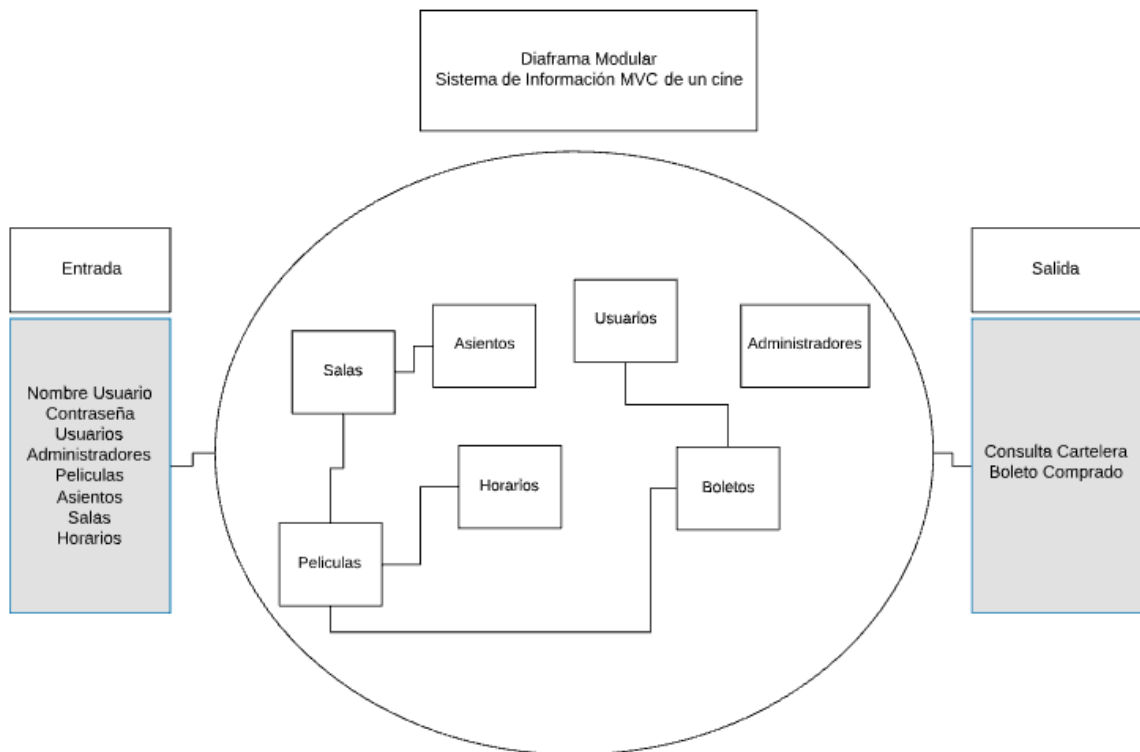 Diaframa Modular
Sistema de Información MVC de un cine
Entrada
Nombre Usuario
Contraseña
Usuarios
Administradores
Peliculas
Asientos
Salas
Horarios
Salas
Asientos
Usuarios
Administradores
Peliculas
Horarios
Boletos
Salida
Consulta Cartelera
Boleto Comprado